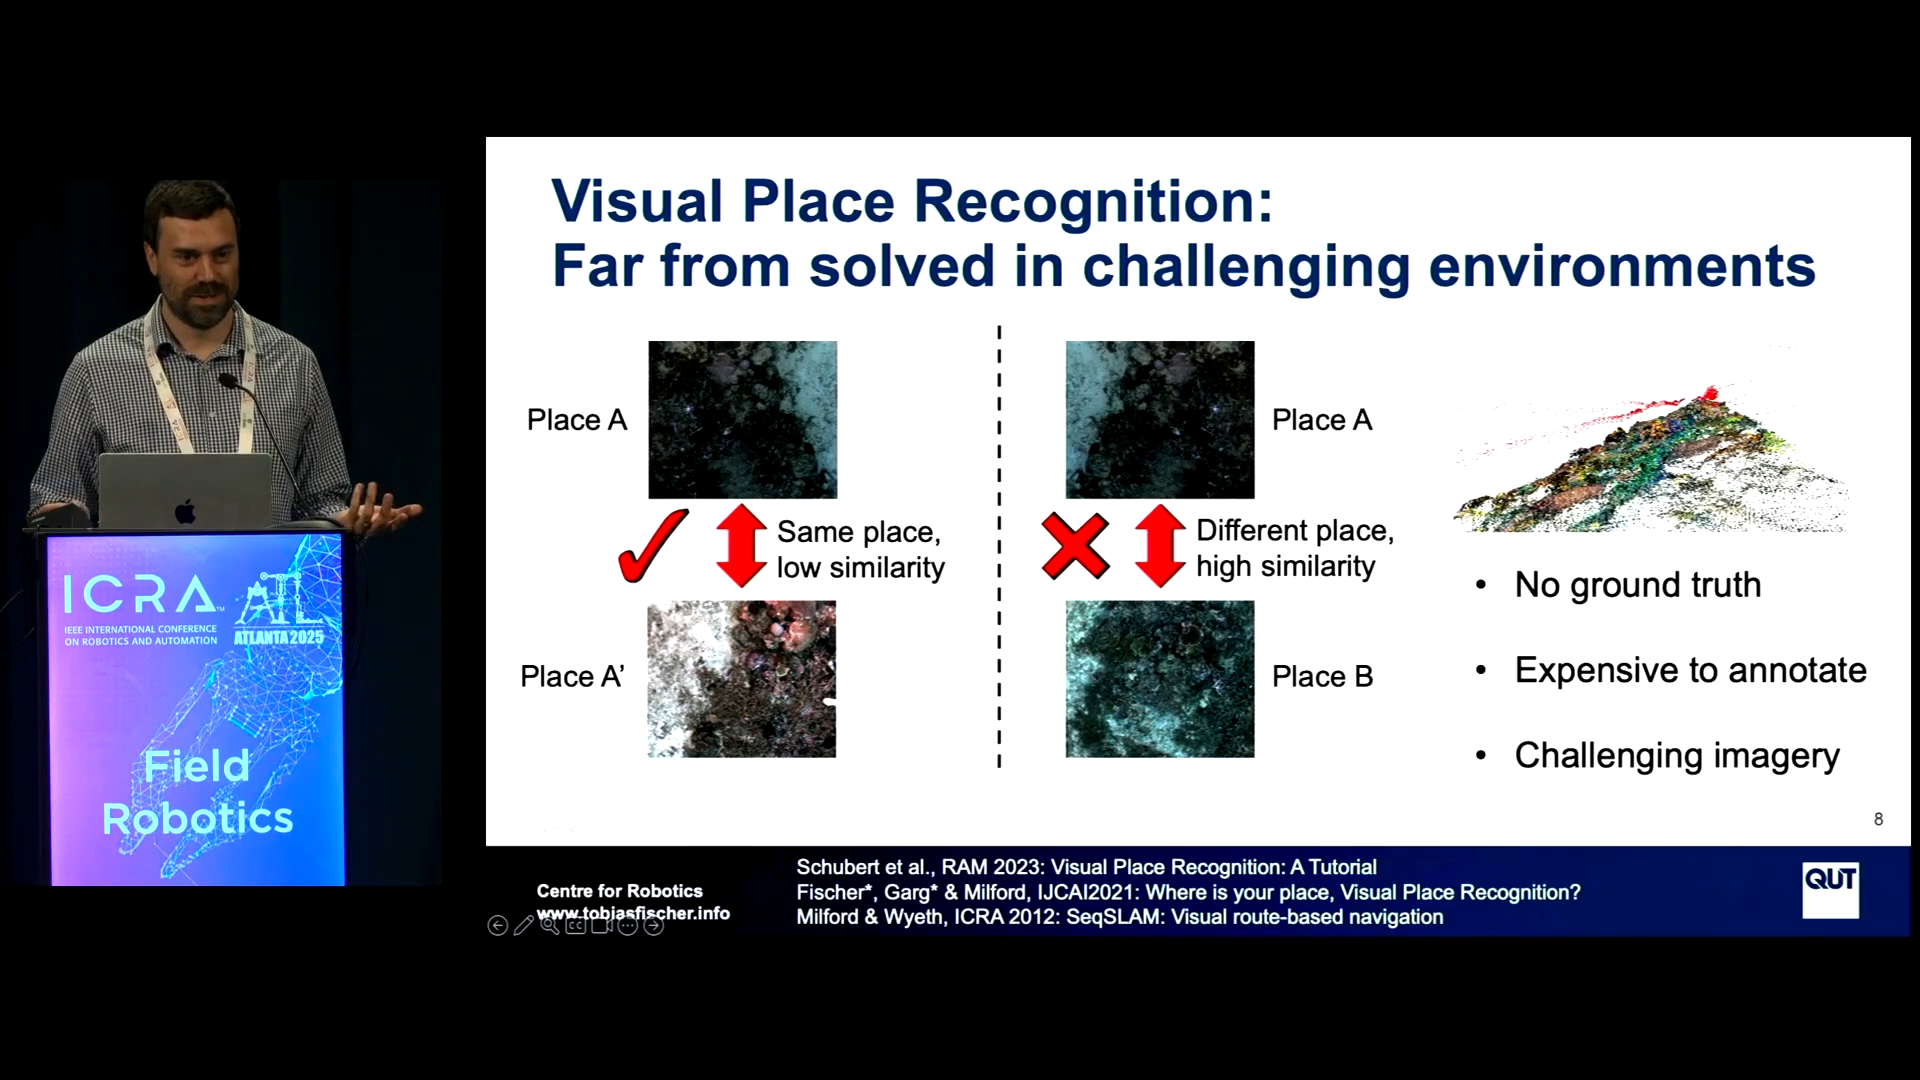 Visual Place Recognition:
Far from solved in challenging environments
Place A
Same place,
low similarity
Place A’
Place A
Different place,
high similarity
Place B
• No ground truth
• Expensive to annotate
• Challenging imagery
8
Centre for Robotics
www.tobiasfischer.info
Schubert et al., RAM 2023: Visual Place Recognition: A Tutorial
Fischer*, Garg* & Milford, IJCAI2021: Where is your place, Visual Place Recognition?
Milford & Wyeth, ICRA 2012: SeqSLAM: Visual route-based navigation
QUT
CC
ICRA™
IEEE INTERNATIONAL CONFERENCE
ON ROBOTICS AND AUTOMATION
ATL
ATLANTA 2025
Field
Robotics